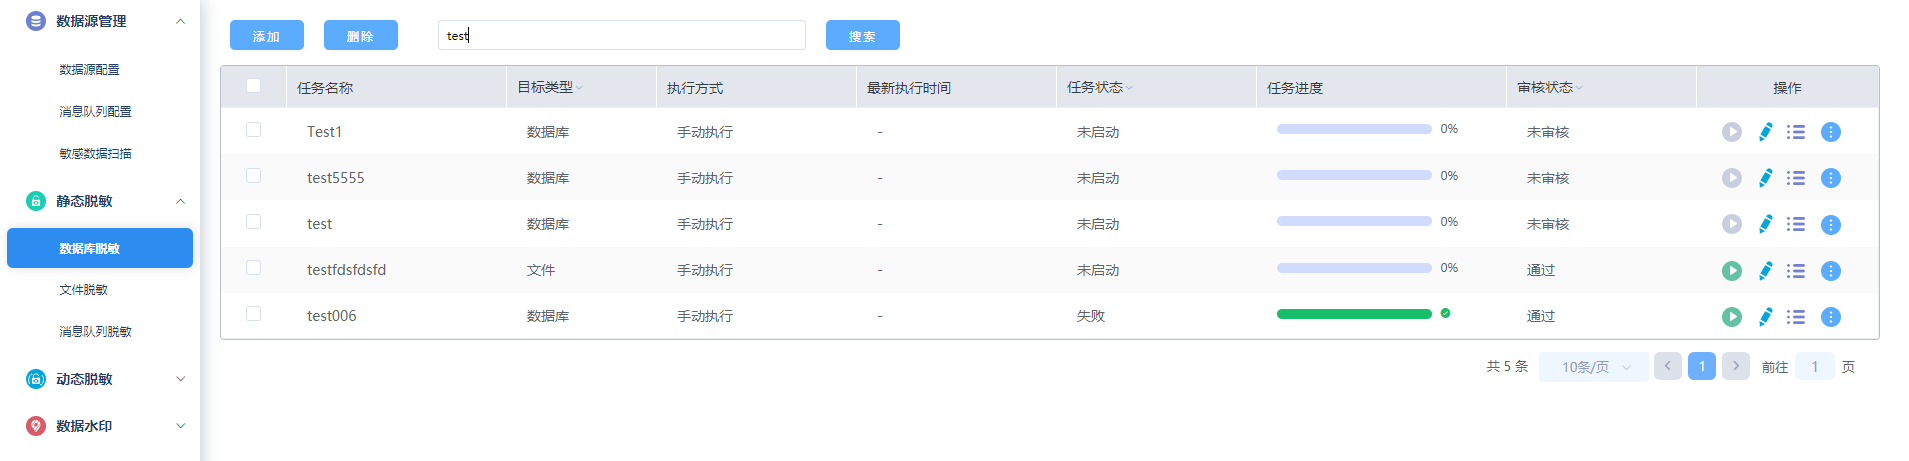 数据源管理
数据源配置
消息队列配置
敏感数据扫描
静态脱敏
数据库脱敏
文件脱敏
消息队列脱敏
动态脱敏
数据水印
添加 删除 test 搜索
任务名称 目标类型 执行方式 最新执行时间 任务状态 任务进度 审核状态 操作
Test1 数据库 手动执行 - 未启动 0% 未审核
test5555 数据库 手动执行 - 未启动 0% 未审核
test 数据库 手动执行 - 未启动 0% 未审核
testfdsfdsfd 文件 手动执行 - 未启动 0% 通过
test006 数据库 手动执行 - 失败 通过
共 5 条 10条/页 1 前往 1 页